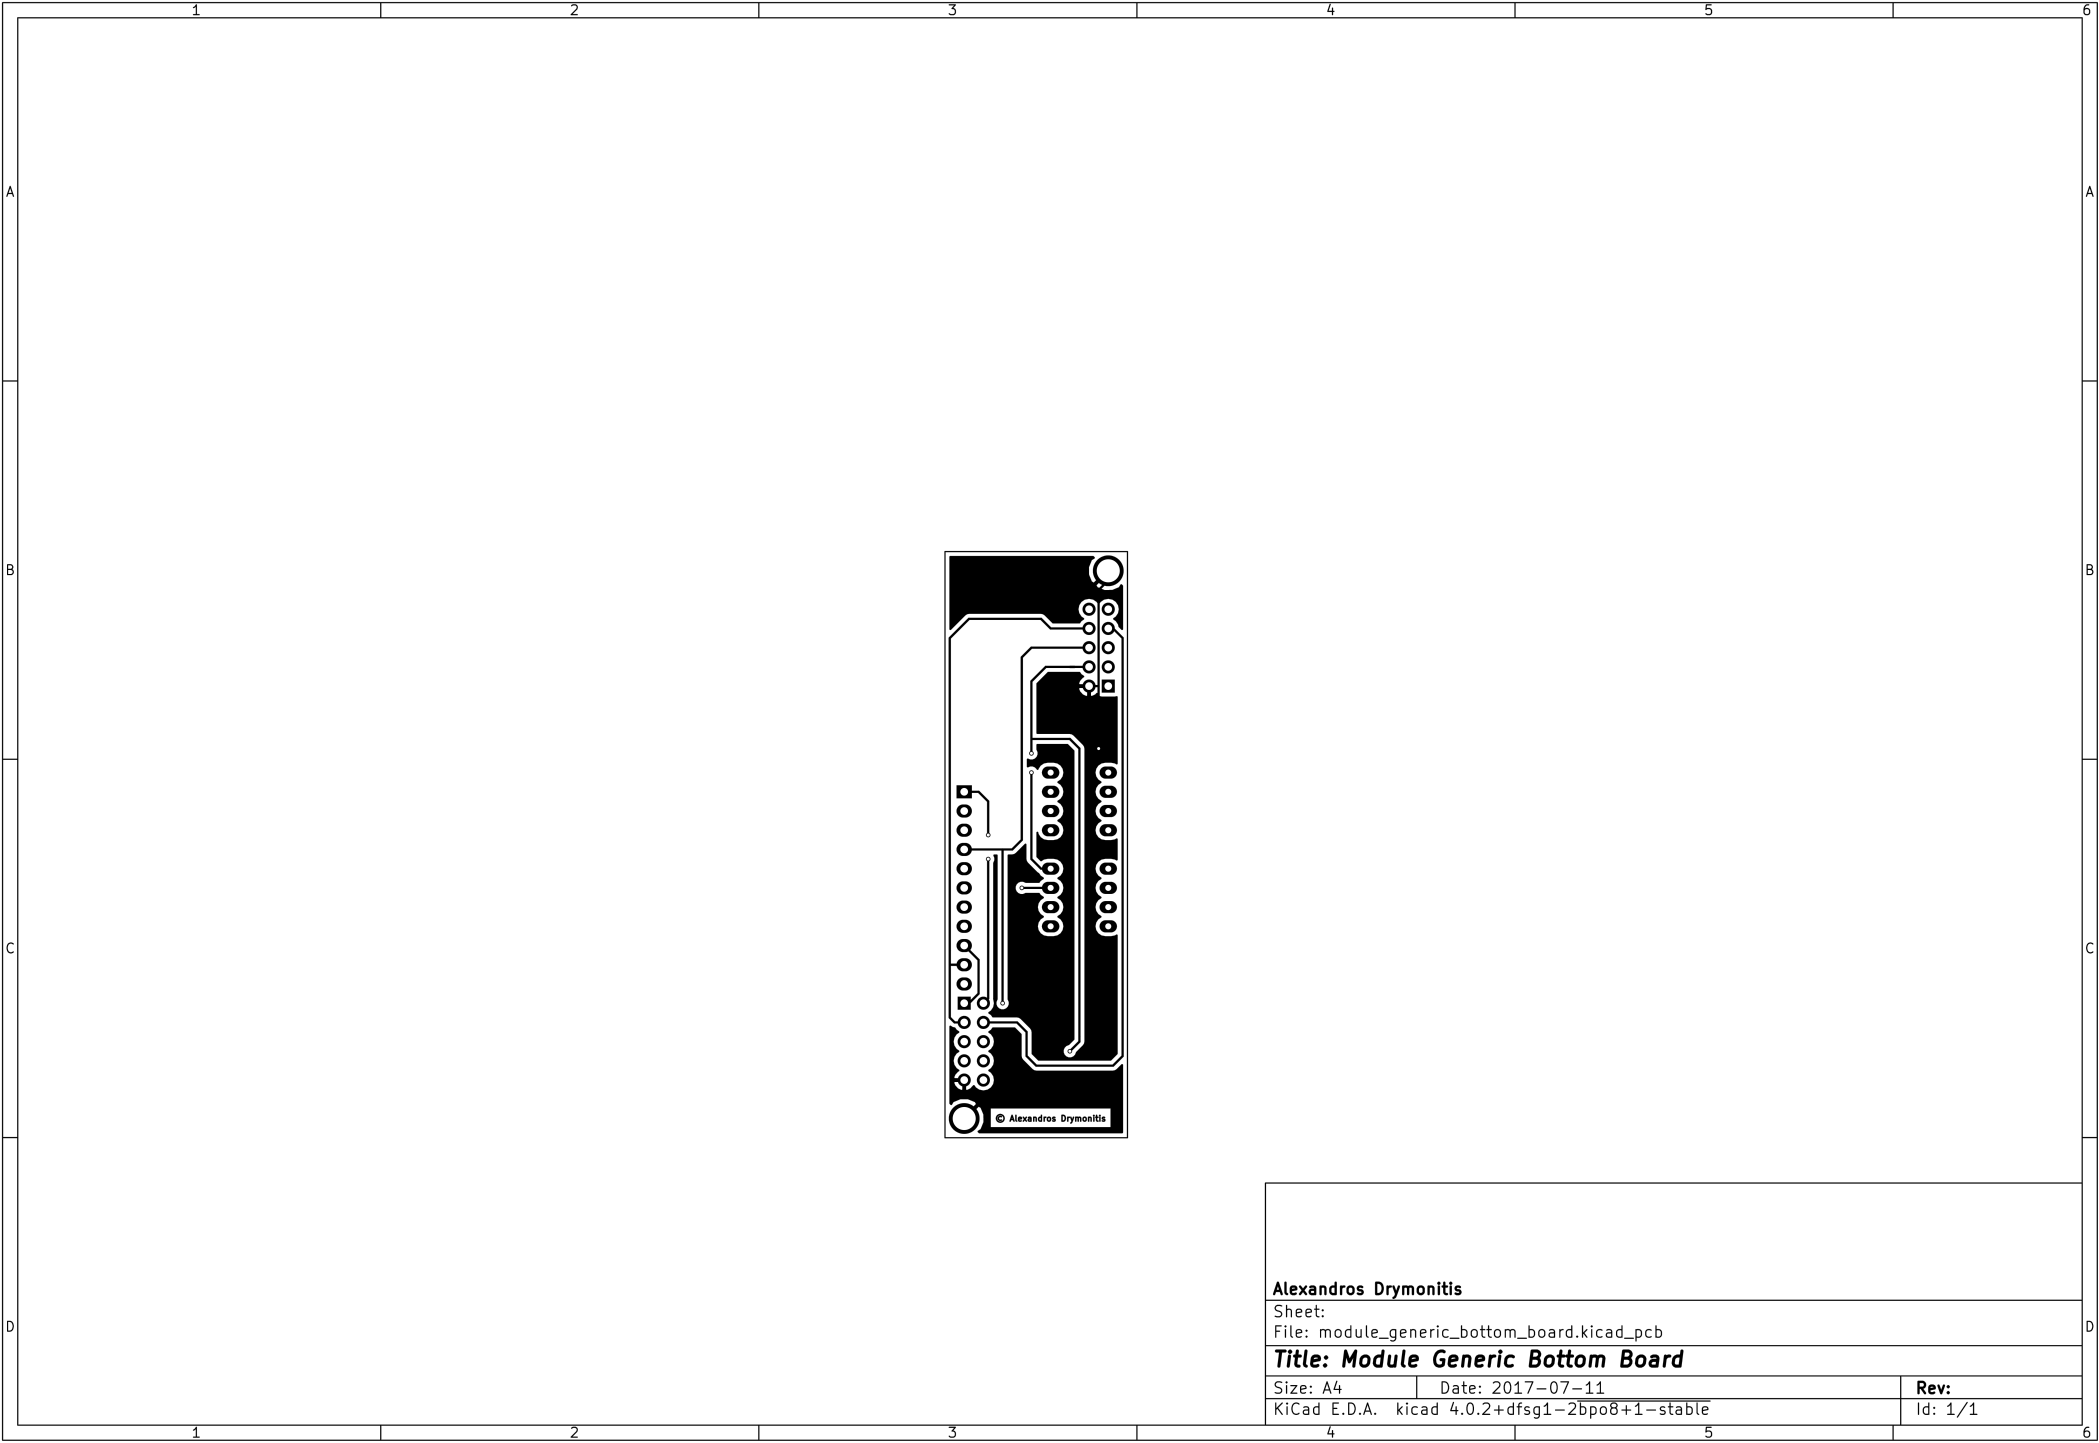 1 2 3 4 5 6
A A
B B
C C
© Alexandros Drymonitis
Alexandros Drymonitis
Sheet:
File: module_generic_bottom_board.kicad_pcb
D D
Title: Module Generic Bottom Board
Size: A4 Date: 2017-07-11 Rev:
KiCad E.D.A. kicad 4.0.2+dfsg1-2bpo8+1-stable Id: 1/1
1 2 3 4 5 6